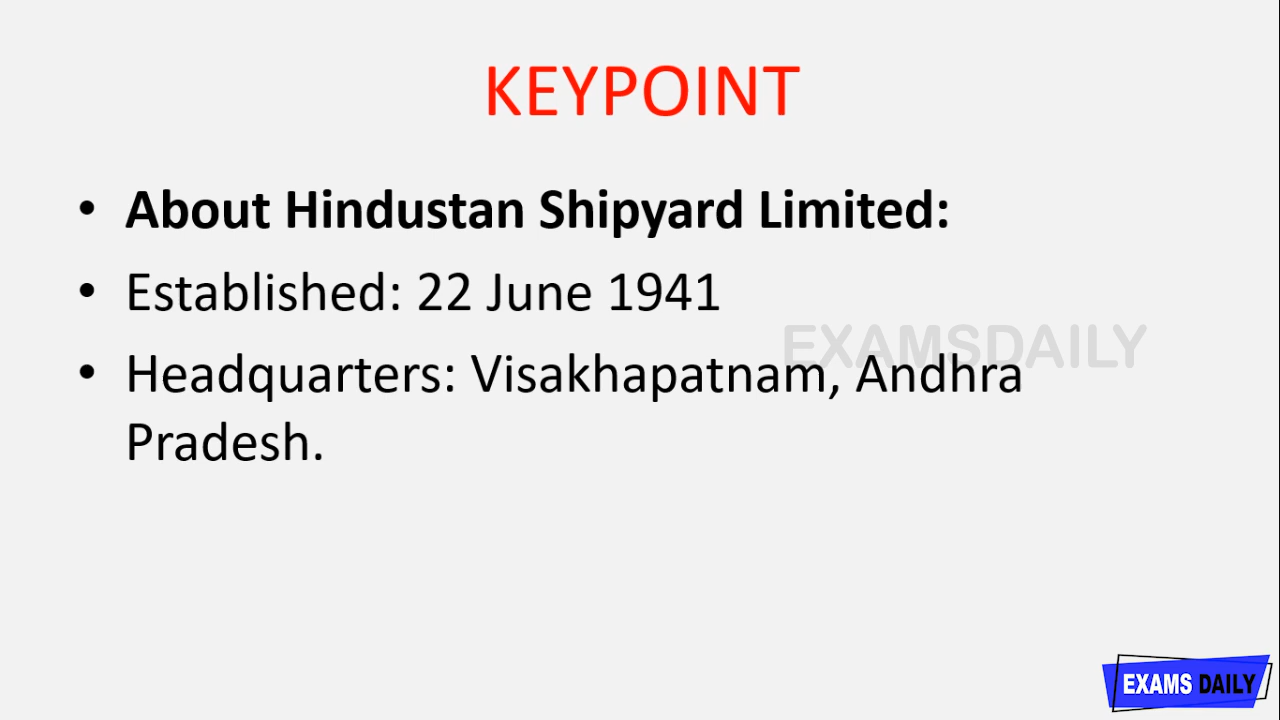 KEYPOINT
• About Hindustan Shipyard Limited:
• Established: 22 June 1941
EXAMSDAILY
• Headquarters: Visakhapatnam, Andhra
Pradesh.
EXAMS DAILY